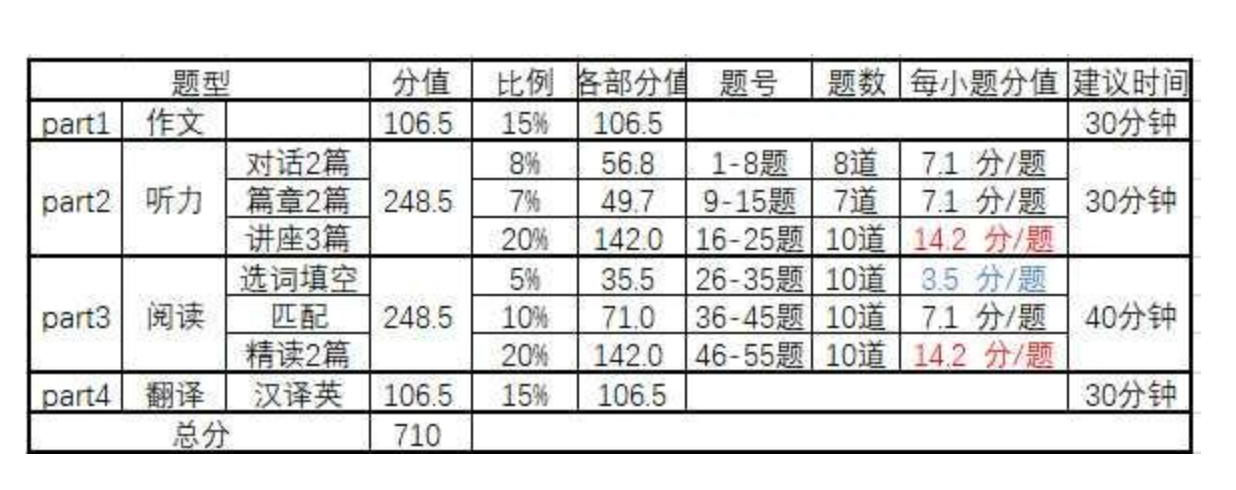 题型 分值 比例 各部分值 题号 题数 每小题分值 建议时间
part1 作文 106.5 15% 106.5 30分钟
对话2篇 8% 56.8 1-8题 8道 7.1 分/题
part2 听力 篇章2篇 248.5 7% 49.7 9-15题 7道 7.1 分/题 30分钟
讲座3篇 20% 142.0 16-25题 10道 14.2 分/题
选词填空 5% 35.5 26-35题 10道 3.5 分/题
part3 阅读 匹配 248.5 10% 71.0 36-45题 10道 7.1 分/题 40分钟
精读2篇 20% 142.0 46-55题 10道 14.2 分/题
part4 翻译 汉译英 106.5 15% 106.5 30分钟
总分 710